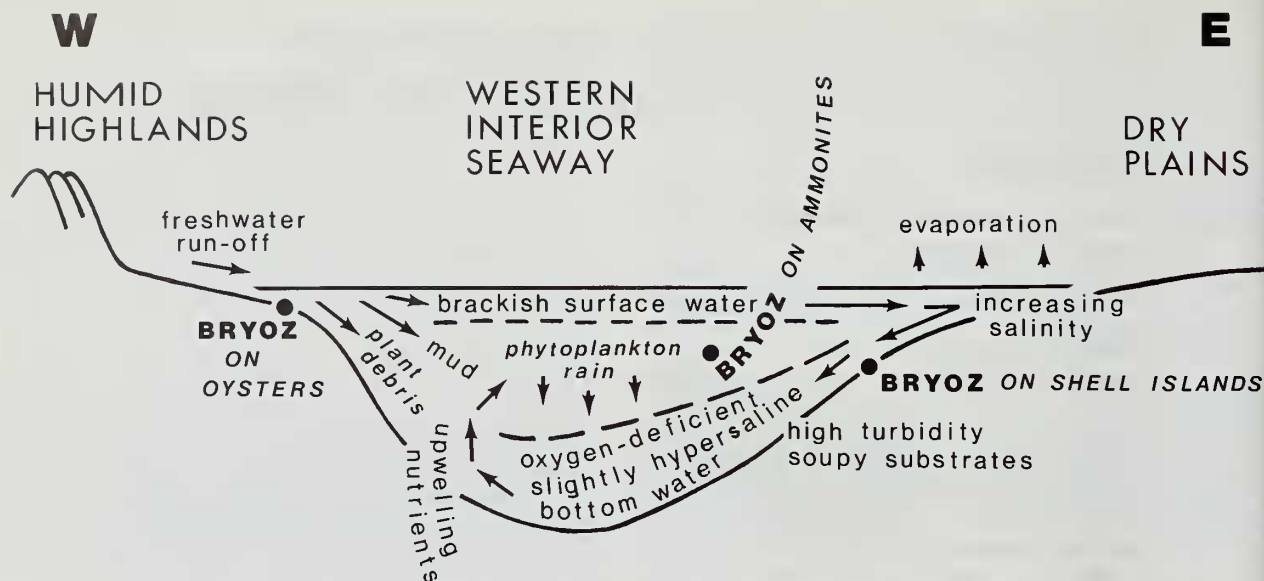 W
E
HUMID
HIGHLANDS
WESTERN
INTERIOR
SEAWAY
DRY
PLAINS
freshwater
run-off
evaporation
brackish surface water
increasing
salinity
BRYOZ
ON
OYSTERS
plant
debris
mud
phytoplankton
rain
BRYOZ ON AMMONITES
BRYOZ ON SHELL ISLANDS
oxygen-deficient
slightly hypersaline
bottom water
high turbidity
soupy substrates
upwelling
nutrients